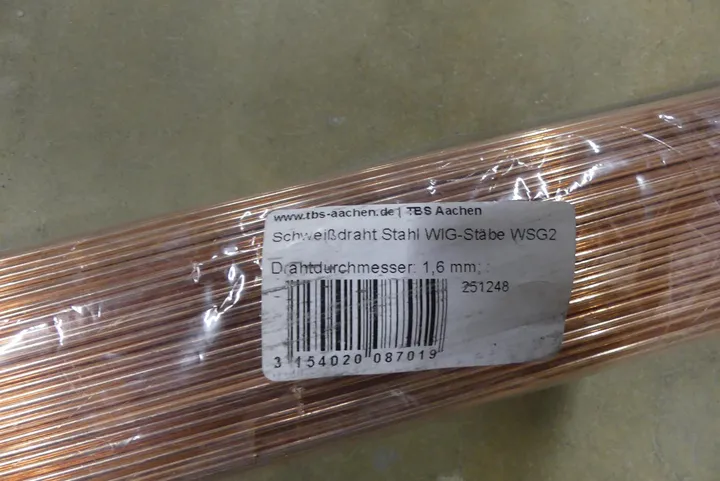 www.tbs-aachen.de | TBS Aachen
Schweißdraht Stahl WIG-Stäbe WSG2
Drahtdurchmesser: 1,6 mm;
251248
3 154020 087019